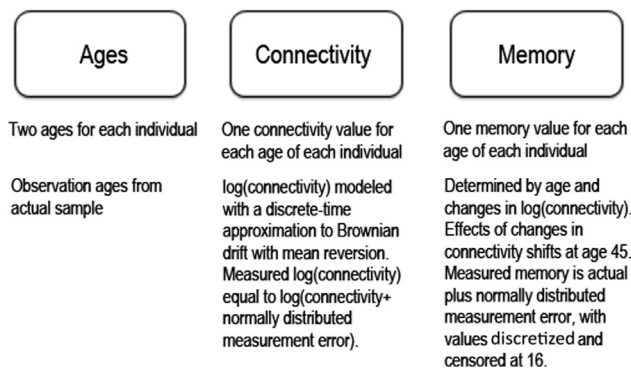 Ages
Connectivity
Memory
Two ages for each individual
One connectivity value for
each age of each individual
One memory value for each
age of each individual
Observation ages from
actual sample
log(connectivity) modeled
with a discrete-time
approximation to Brownian
drift with mean reversion.
Measured log(connectivity)
equal to log(connectivity+
normally distributed
measurement error).
Determined by age and
changes in log(connectivity).
Effects of changes in
connectivity shifts at age 45.
Measured memory is actual
plus normally distributed
measurement error, with
values discretized and
censored at 16.